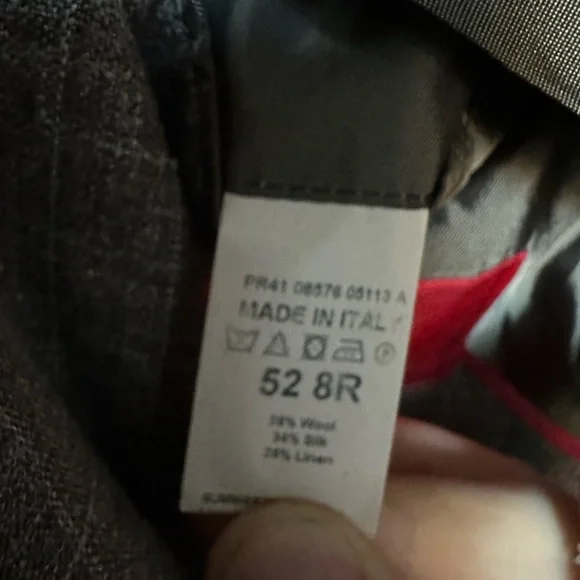 PR41 08576 05113 A
MADE IN ITALY
P
52 8R
38% Wool
34% Silk
28% Linen